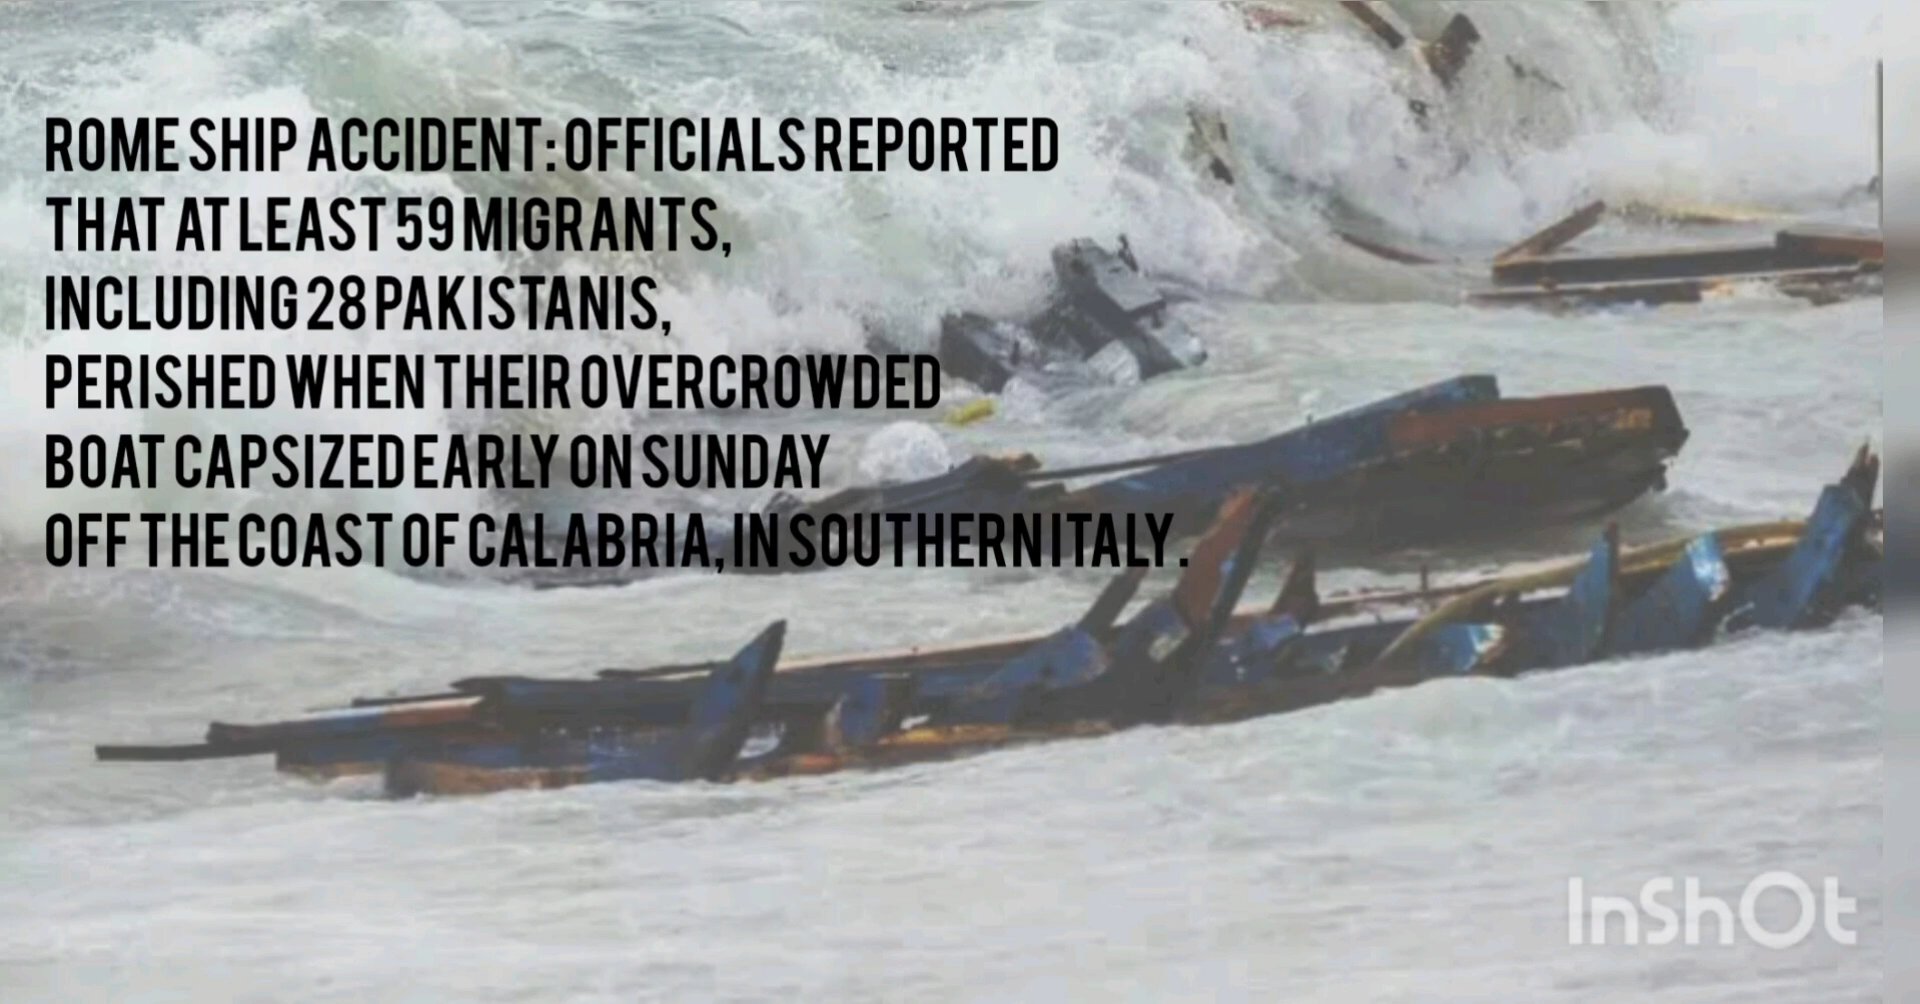 ROME SHIP ACCIDENT: OFFICIALS REPORTED
THAT AT LEAST 59 MIGRANTS,
INCLUDING 28 PAKISTANIS,
PERISHED WHEN THEIR OVERCROWDED
BOAT CAPSIZED EARLY ON SUNDAY
OFF THE COAST OF CALABRIA, IN SOUTHERN ITALY.
InShOt